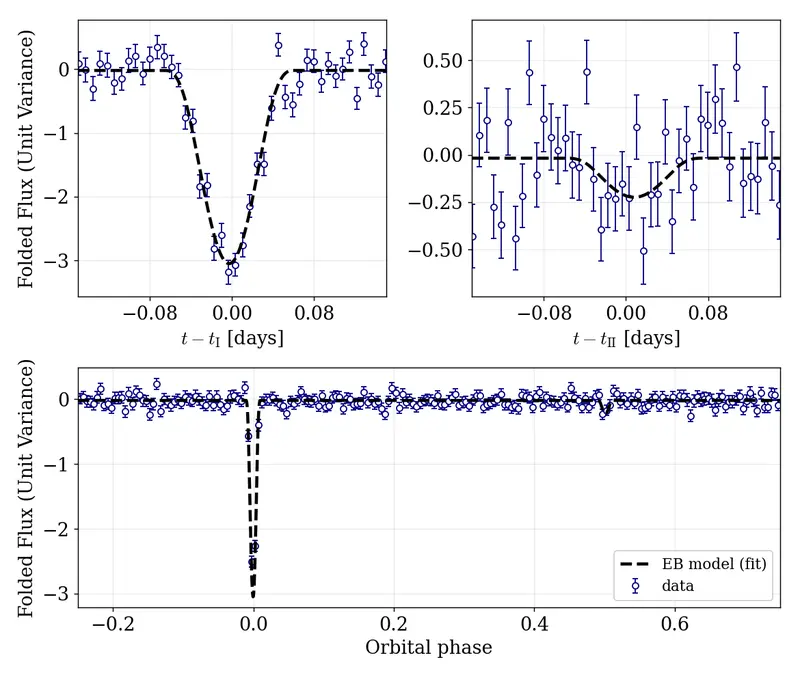 Folded Flux (Unit Variance)
0
−1
−2
−3
−0.08 0.00 0.08
t − t_I [days]
0.50
0.25
0.00
−0.25
−0.50
−0.08 0.00 0.08
t − t_II [days]
Folded Flux (Unit Variance)
0
−1
−2
−3
EB model (fit)
data
−0.2 0.0 0.2 0.4 0.6
Orbital phase